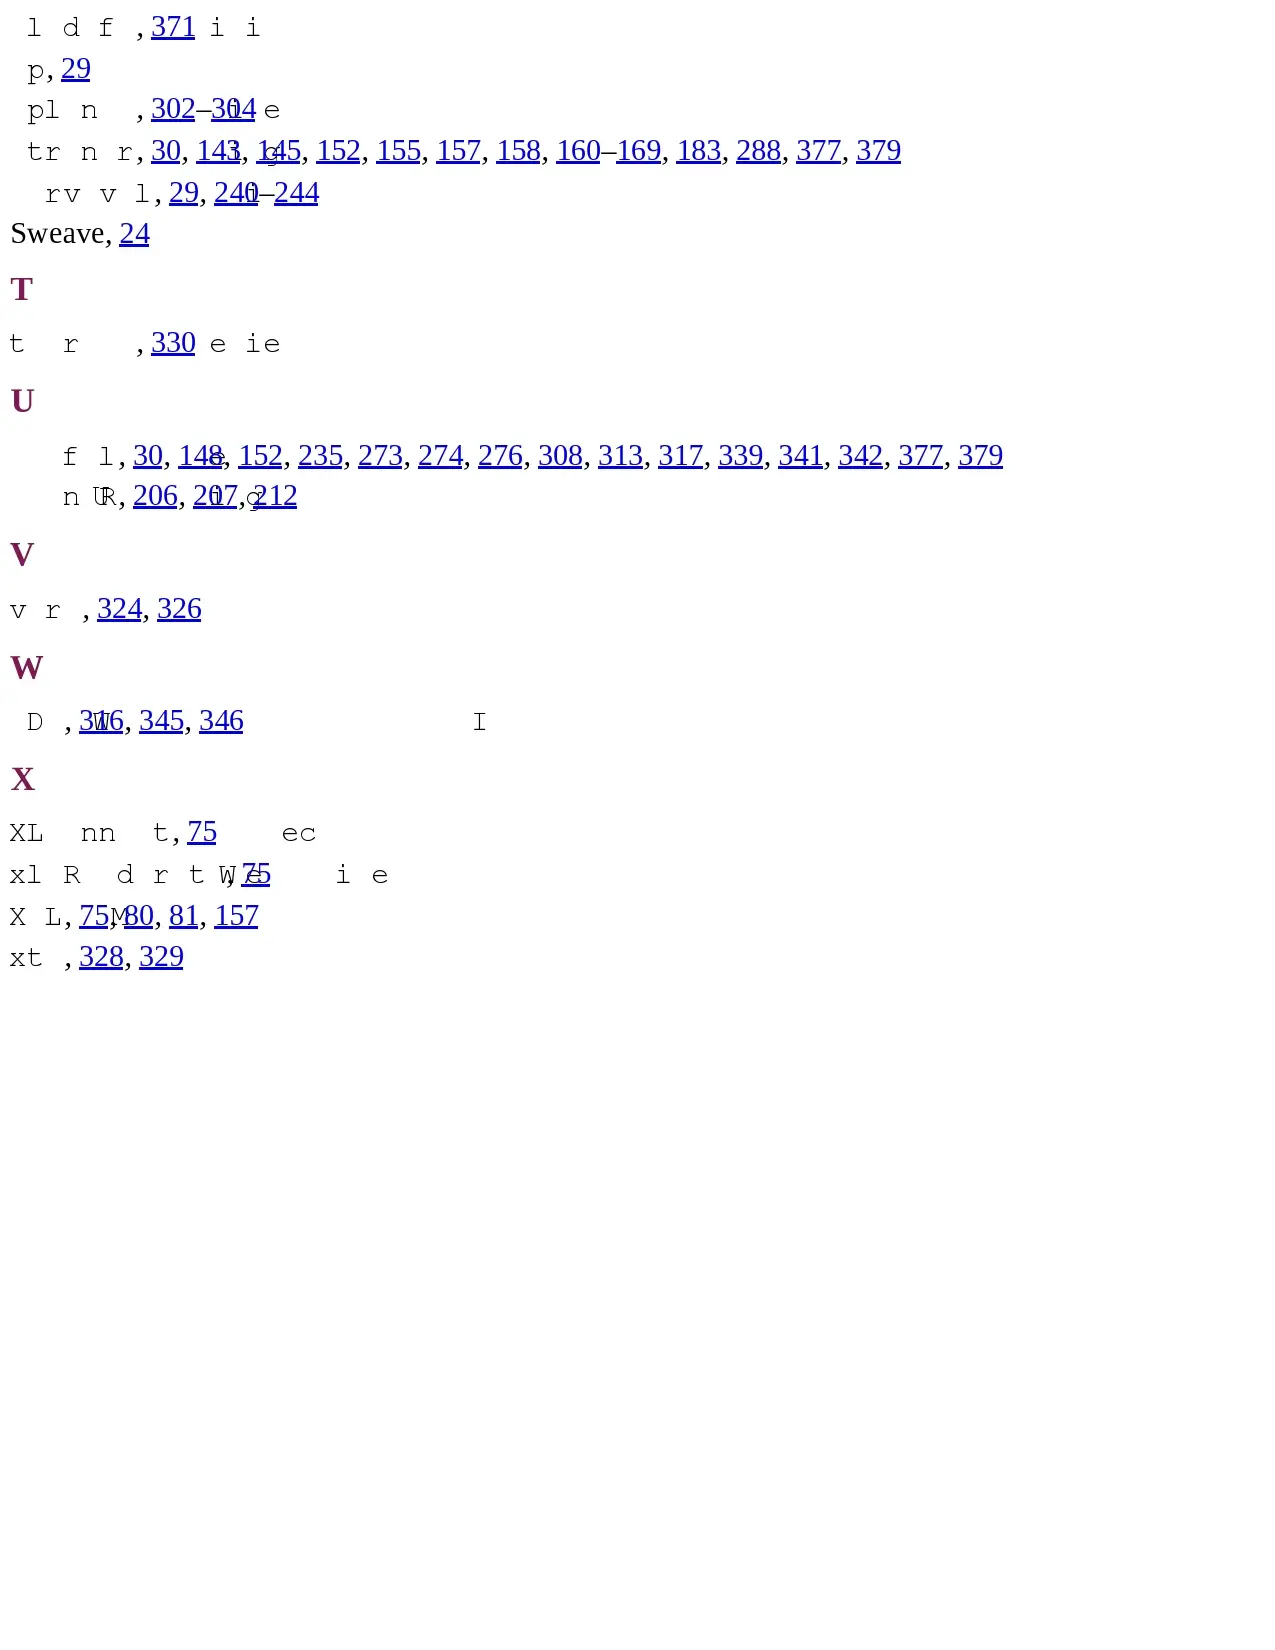 l d f , 371 i i
p, 29
pl n , 302–304 i e
tr n r, 30, 143, 145, 152, 155, 157, 158, 160–169, 183, 288, 377, 379
rv v l, 29, 240–244
Sweave, 24
T
t r , 330 e ie
U
f l, 30, 148, 152, 235, 273, 274, 276, 308, 313, 317, 339, 341, 342, 377, 379
n R, 206, 207, 212
V
v r , 324, 326
W
D , 316, 345, 346 I
X
XL nn t, 75 ec
xl R d r t , 75 i e
X L, 75, 80, 81, 157
xt , 328, 329